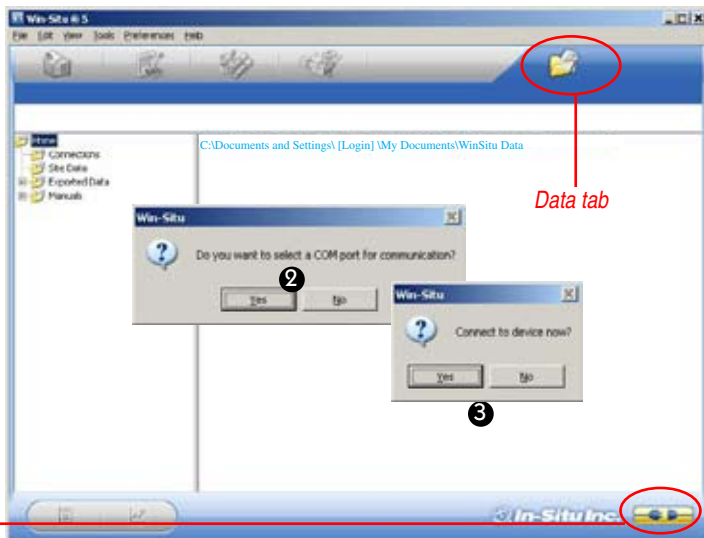 Win-Situ® 5
File Edit View Tools Preferences Help
Home
Connections
Site Data
Exported Data
Manuals
C:\Documents and Settings\ [Login] \My Documents\WinSitu Data
Data tab
Win-Situ
Do you want to select a COM port for communication?
2
Yes No
Win-Situ
Connect to device now?
Yes No
3
In-Situ Inc.